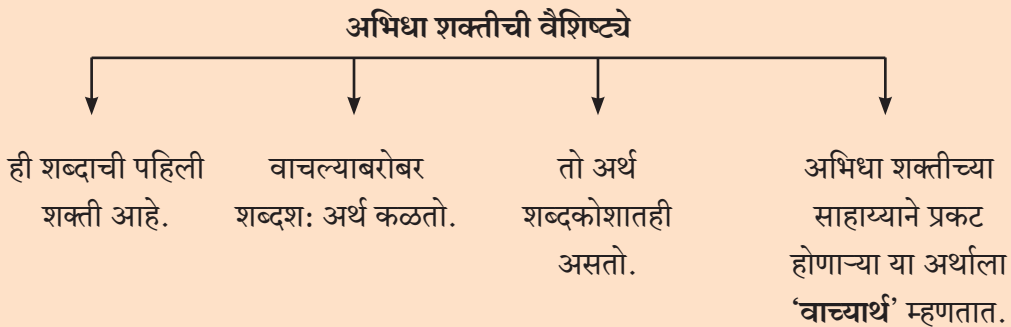 अभिधा शक्तीची वैशिष्ट्ये
ही शब्दाची पहिली
शक्ती आहे.
वाचल्याबरोबर
शब्दश: अर्थ कळतो.
तो अर्थ
शब्दकोशातही
असतो.
अभिधा शक्तीच्या
साहाय्याने प्रकट
होणाऱ्या या अर्थाला
‘वाच्यार्थ’ म्हणतात.